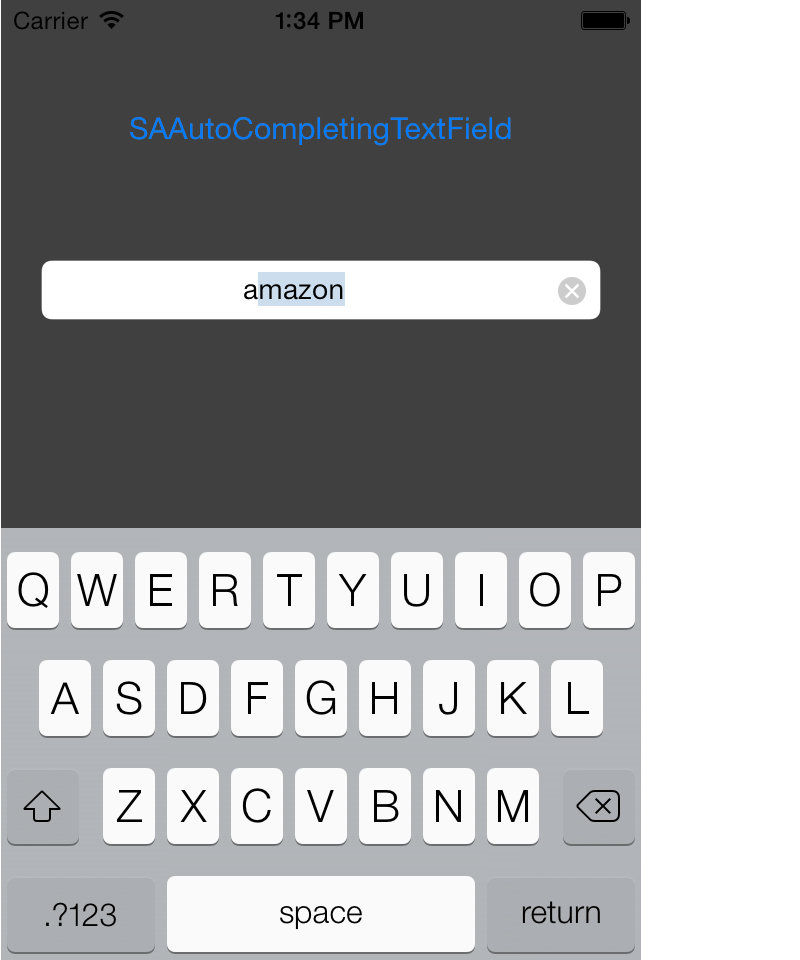 Carrier 1:34 PM
SAAutoCompletingTextField
amazon
Q W E R T Y U I O P
A S D F G H J K L
Z X C V B N M
.?123 space return